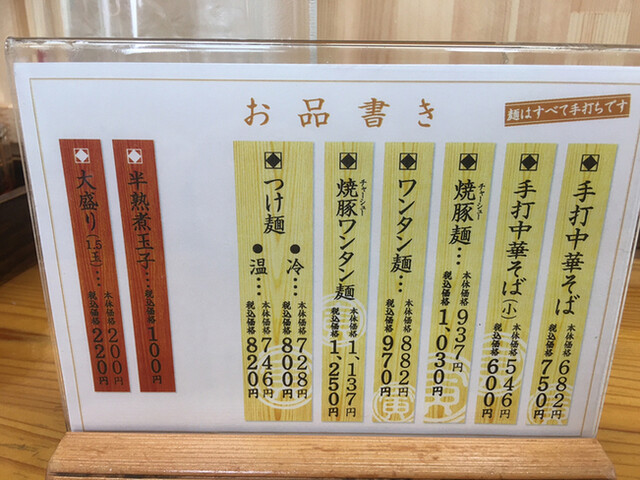 お品書き
麺はすべて手打ちです
手打中華そば 本体価格682円 税込価格750円
手打中華そば(小) 本体価格546円 税込価格600円
焼豚麺… チャーシュー 本体価格937円 税込価格1,030円
ワンタン麺… 本体価格882円 税込価格970円
焼豚ワンタン麺 チャーシュー 本体価格1,137円 税込価格1,250円
つけ麺
●冷… 本体価格728円 税込価格800円
●温… 本体価格746円 税込価格820円
半熟煮玉子… 税込価格100円
大盛り(1.5玉)… 本体価格200円 税込価格220円